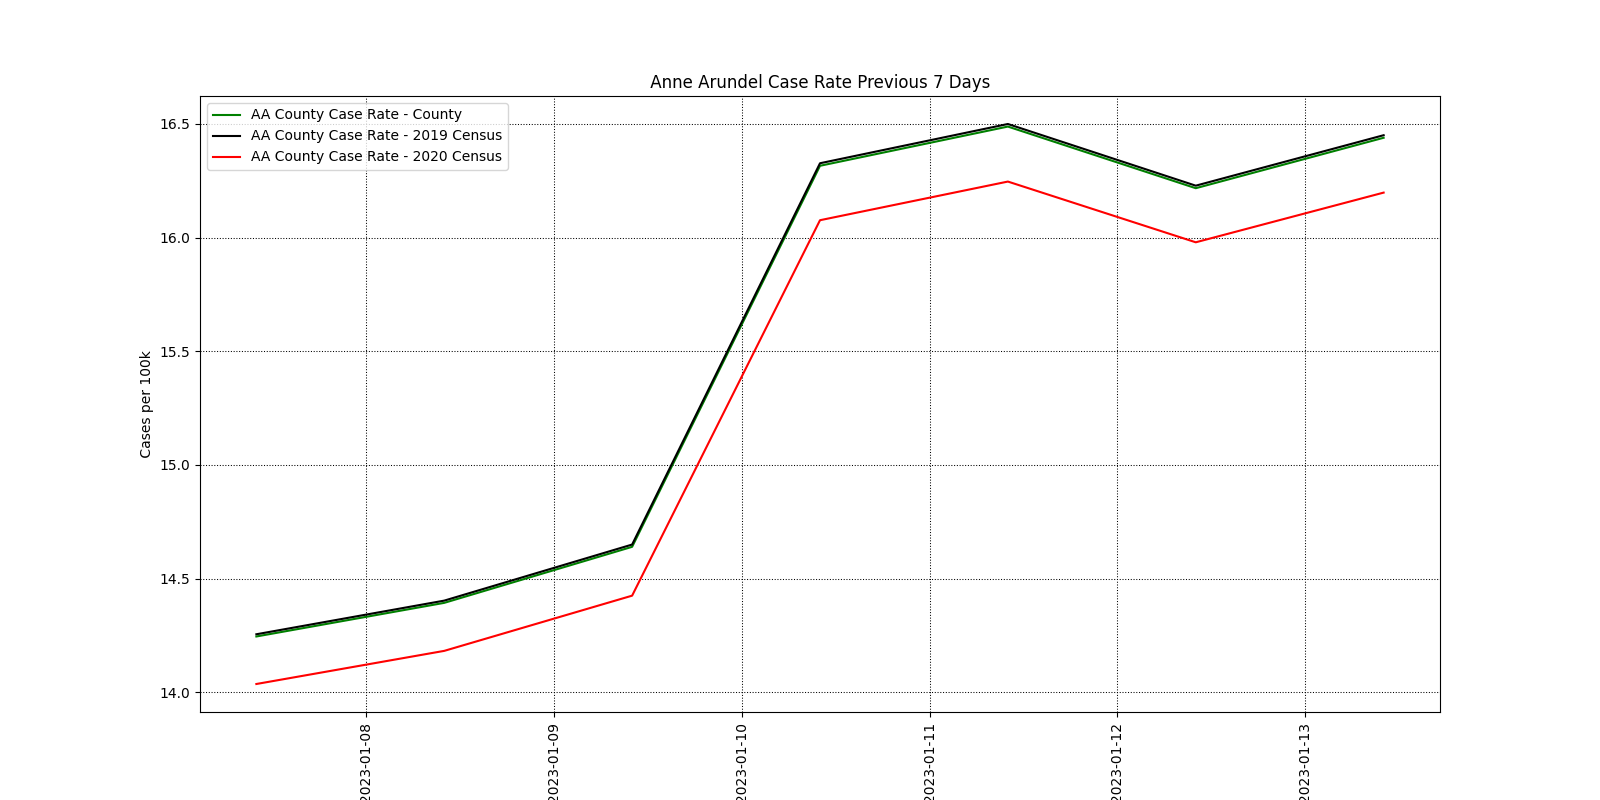 Anne Arundel Case Rate Previous 7 Days
AA County Case Rate - County
AA County Case Rate - 2019 Census
AA County Case Rate - 2020 Census
16.5
16.0
15.5
15.0
14.5
14.0
Cases per 100k
2023-01-08
2023-01-09
2023-01-10
2023-01-11
2023-01-12
2023-01-13